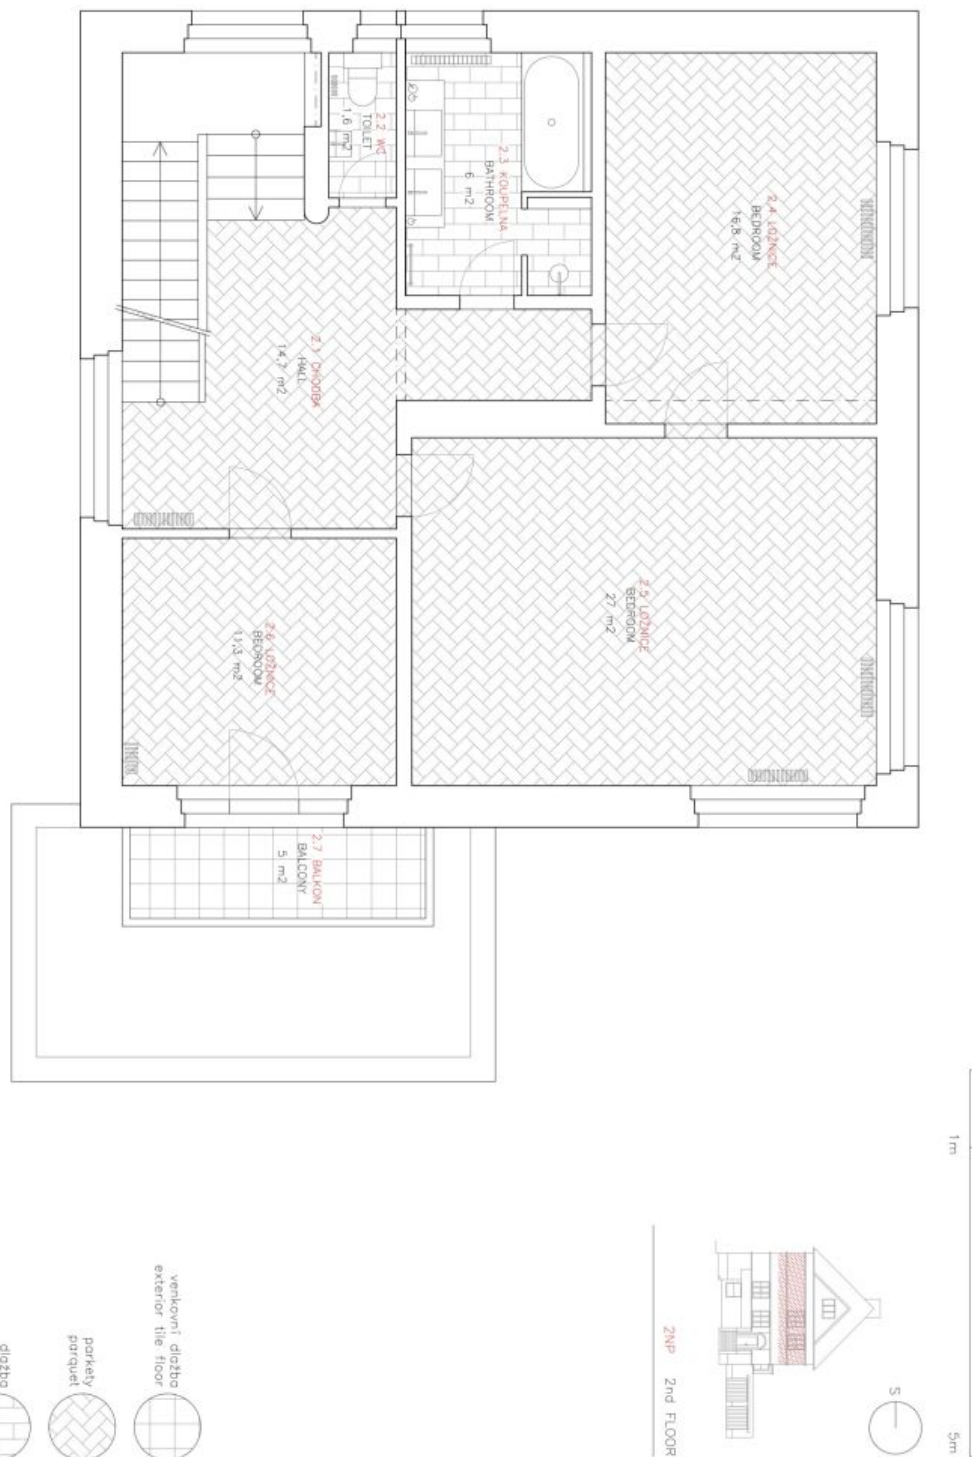 2.2 WC
TOILET
1,6 m2
2.3 KOUPELNA
BATHROOM
6 m2
2.4 LOŽNICE
BEDROOM
16,8 m2
2.1 CHODBA
HALL
14,7 m2
2.5 LOŽNICE
BEDROOM
27 m2
2.6 LOŽNICE
BEDROOM
11,3 m2
2.7 BALKON
BALCONY
5 m2
1m
5m
S
2NP 2nd FLOOR
venkovní dlažba
exterior tile floor
parkety
parquet
dlažba